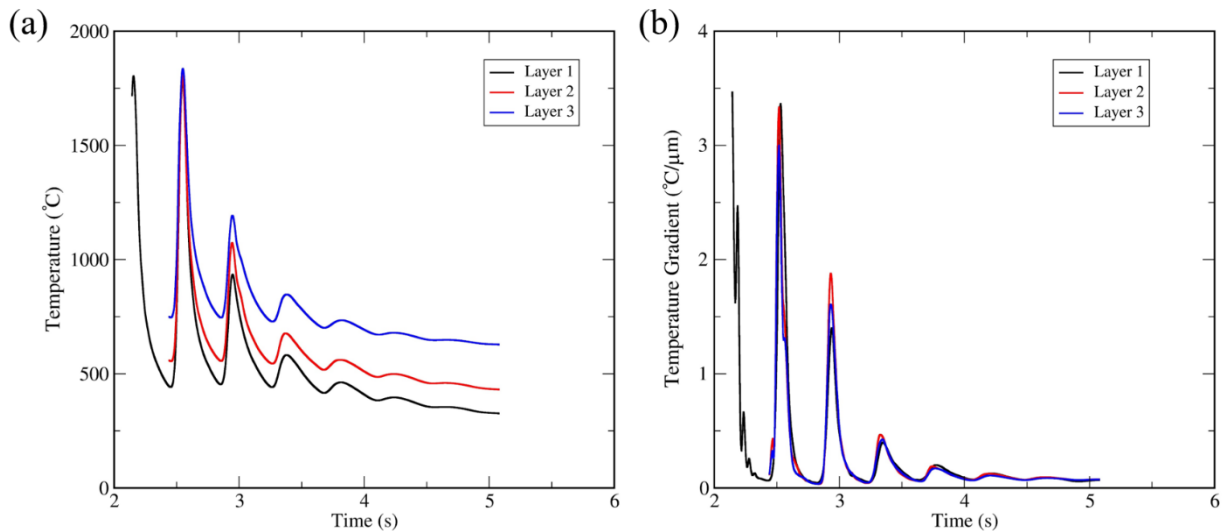 (a)
2000
1500
1000
500
0
Temperature (°C)
2
3
4
5
6
Time (s)
Layer 1
Layer 2
Layer 3
(b)
4
3
2
1
0
Temperature Gradient (°C/μm)
2
3
4
5
6
Time (s)
Layer 1
Layer 2
Layer 3